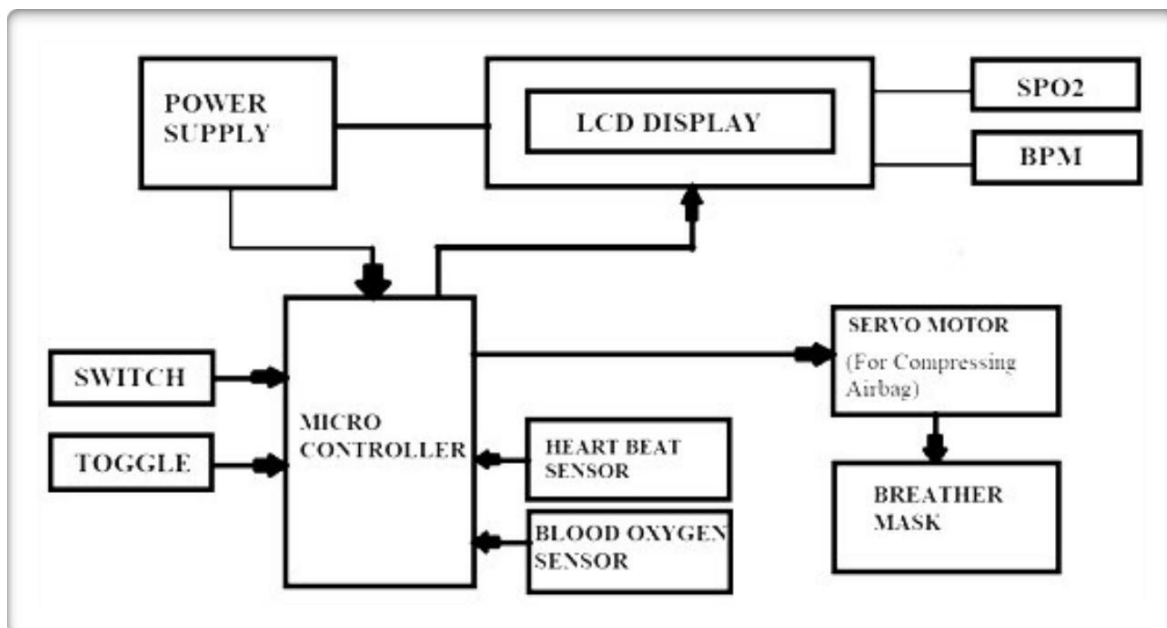 POWER
SUPPLY
LCD DISPLAY
SPO2
BPM
SWITCH
TOGGLE
MICRO
CONTROLLER
HEART BEAT
SENSOR
BLOOD OXYGEN
SENSOR
SERVO MOTOR
(For Compressing
Airbag)
BREATHER
MASK